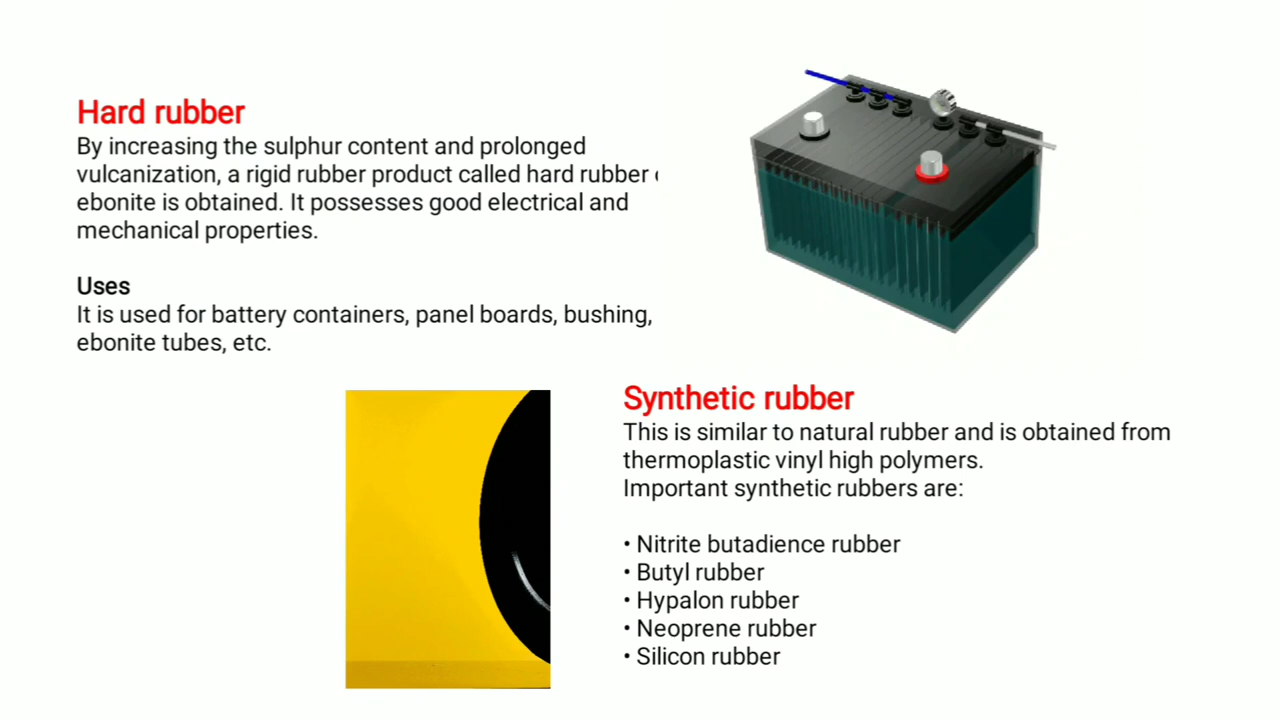 Hard rubber
By increasing the sulphur content and prolonged
vulcanization, a rigid rubber product called hard rubber
ebonite is obtained. It possesses good electrical and
mechanical properties.
Uses
It is used for battery containers, panel boards, bushing,
ebonite tubes, etc.
Synthetic rubber
This is similar to natural rubber and is obtained from
thermoplastic vinyl high polymers.
Important synthetic rubbers are:
• Nitrite butadience rubber
• Butyl rubber
• Hypalon rubber
• Neoprene rubber
• Silicon rubber